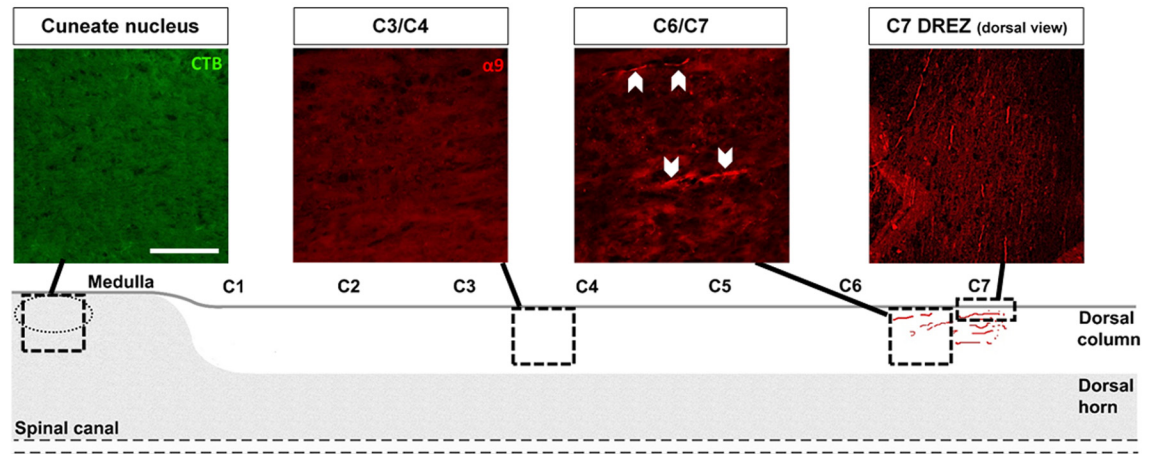 Cuneate nucleus
C3/C4
C6/C7
C7 DREZ (dorsal view)
CTB
α9
Medulla
C1
C2
C3
C4
C5
C6
C7
Dorsal
column
Dorsal
horn
Spinal canal